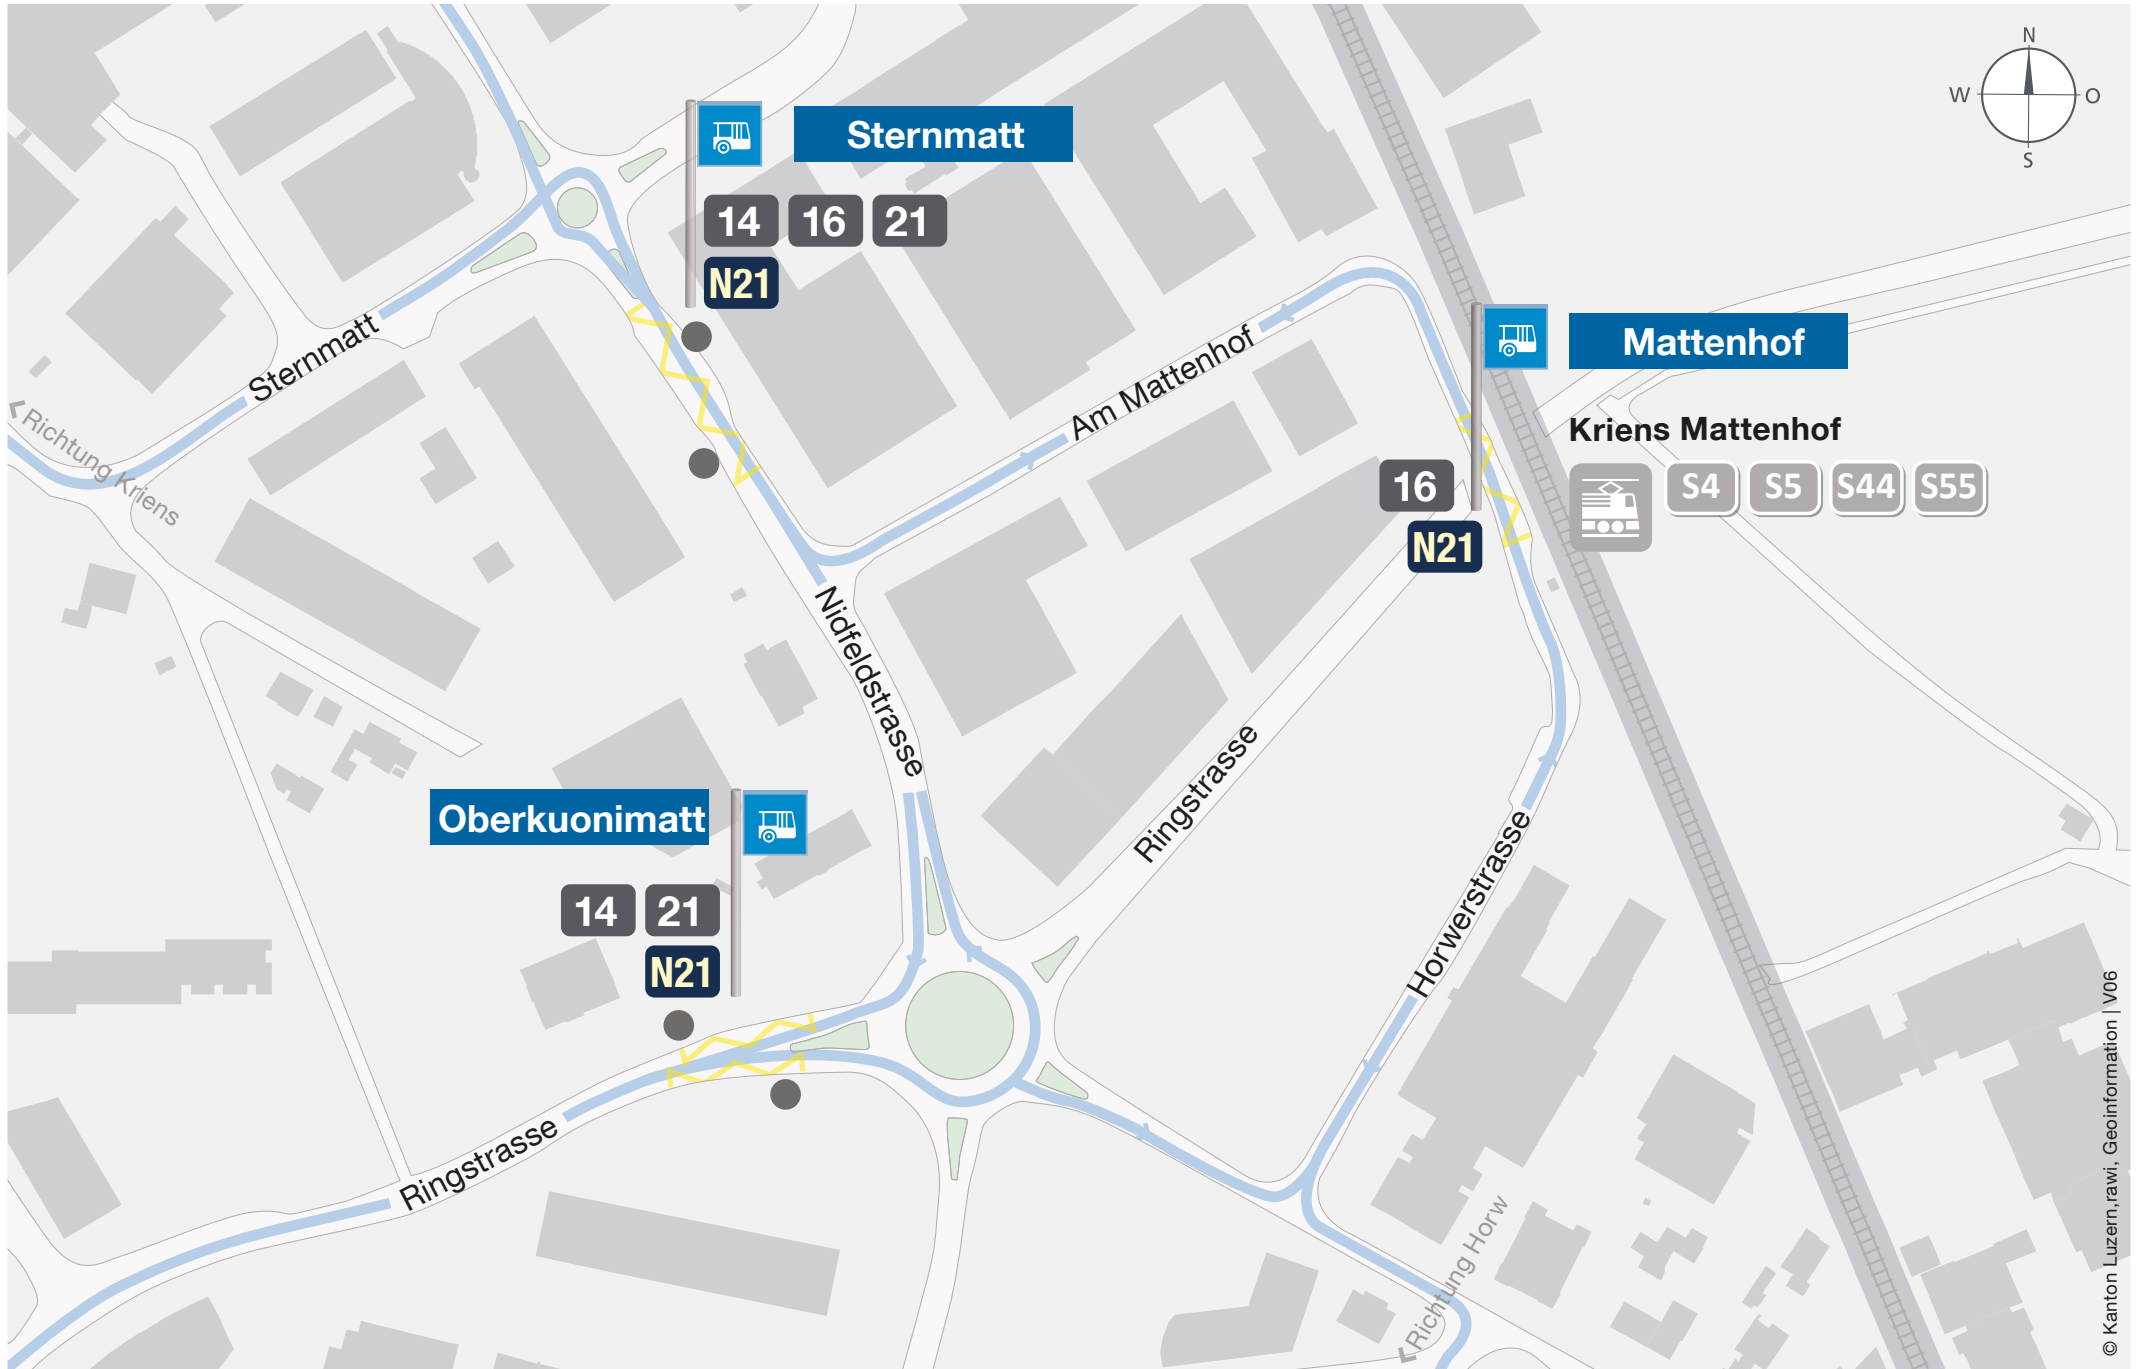 N
W
O
S
Sternmatt
14 16 21
N21
Mattenhof
Kriens Mattenhof
S4 S5 S44 S55
16
N21
Sternmatt
Am Mattenhof
Richtung Kriens
Nidfeldstrasse
Ringstrasse
Oberkuonimatt
14 21
N21
Horwerstrasse
Ringstrasse
Richtung Horw
© Kanton Luzern,rawi, Geoinformation | V06